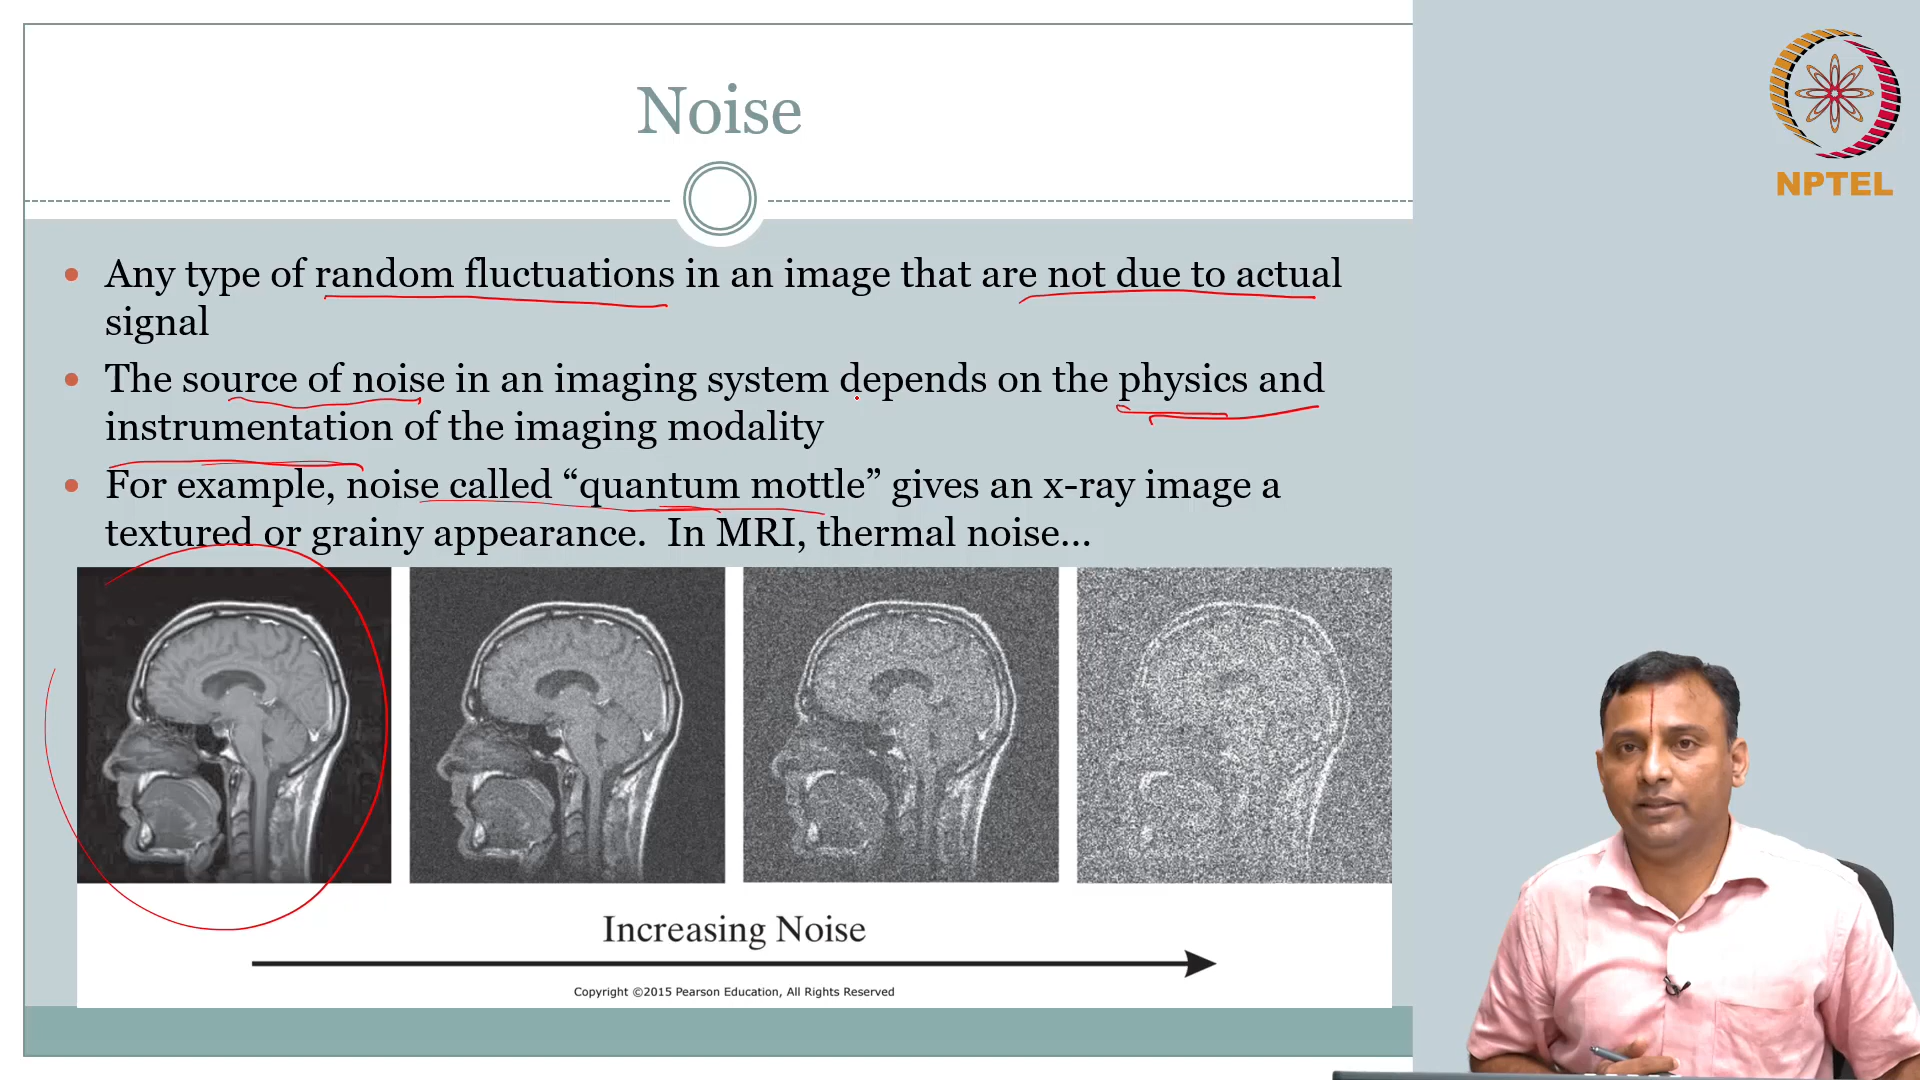 Noise
NPTEL
• Any type of random fluctuations in an image that are not due to actual
signal
• The source of noise in an imaging system depends on the physics and
instrumentation of the imaging modality
• For example, noise called “quantum mottle” gives an x-ray image a
textured or grainy appearance.  In MRI, thermal noise…
Increasing Noise
Copyright ©2015 Pearson Education, All Rights Reserved